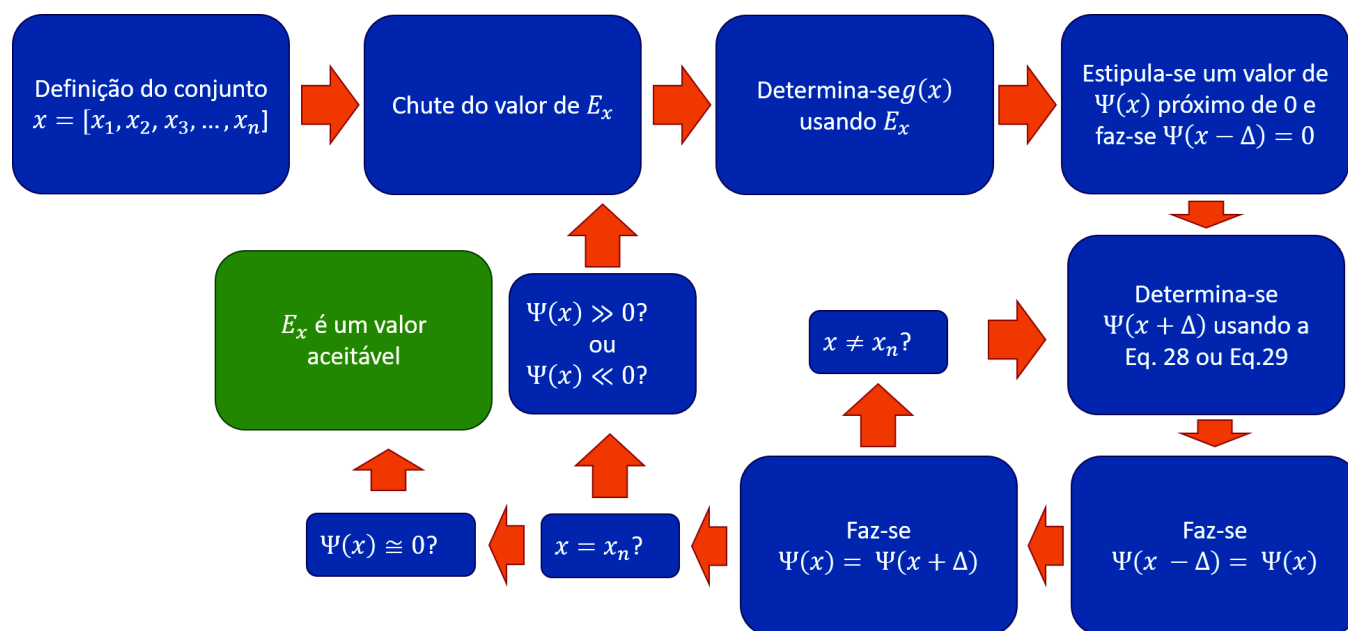 Definição do conjunto
x = [x₁, x₂, x₃, ..., xₙ]
Chute do valor de Eₓ
Determina-se g(x)
usando Eₓ
Estipula-se um valor de
Ψ(x) próximo de 0 e
faz-se Ψ(x − Δ) = 0
Determina-se
Ψ(x + Δ) usando a
Eq. 28 ou Eq.29
Faz-se
Ψ(x − Δ) = Ψ(x)
Faz-se
Ψ(x) = Ψ(x + Δ)
x ≠ xₙ?
x = xₙ?
Ψ(x) ≫ 0?
ou
Ψ(x) ≪ 0?
Ψ(x) ≅ 0?
Eₓ é um valor
aceitável